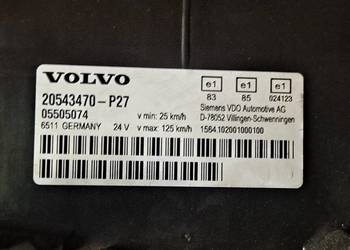 VOLVO
e1 e1 e1
83 85 024123
20543470-P27
Siemens VDO Automotive AG
05505074
v min: 25 km/h
D-78052 Villingen-Schwenningen
6511 GERMANY 24 V
v max: 125 km/h
1564.102001000100